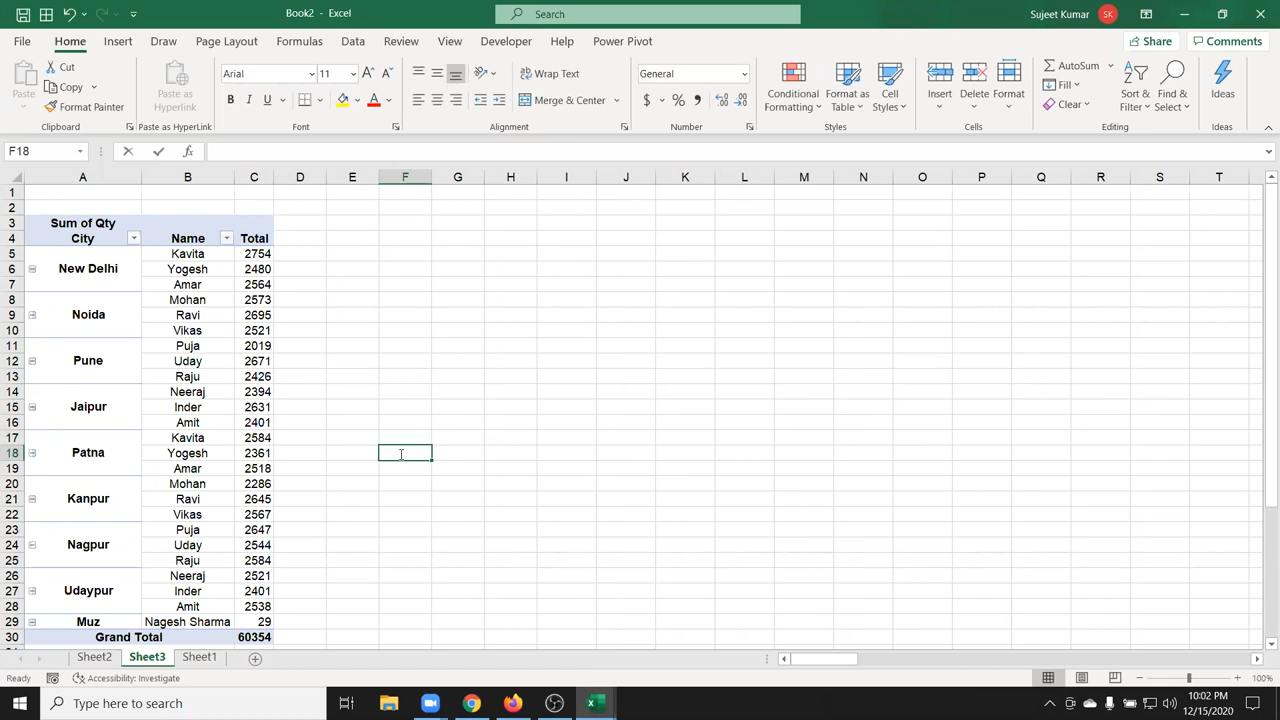 Book2 - Excel
Search
Sujeet Kumar
SK
File
Home
Insert
Draw
Page Layout
Formulas
Data
Review
View
Developer
Help
Power Pivot
Share
Comments
Paste
Cut
Copy
Format Painter
Clipboard
Paste as
Hyperlink
Paste as HyperLink
Arial
11
B I U
Font
Wrap Text
Merge & Center
Alignment
General
$ % ,
Number
Conditional
Formatting
Format as
Table
Cell
Styles
Styles
Insert
Delete
Format
Cells
AutoSum
Fill
Clear
Sort &
Filter
Find &
Select
Editing
Ideas
Ideas
F18
fx
A B C D E F G H I J K L M N O P Q R S T
1
2
3 Sum of Qty
4 City Name Total
5 Kavita 2754
6 New Delhi Yogesh 2480
7 Amar 2564
8 Mohan 2573
9 Noida Ravi 2695
10 Vikas 2521
11 Puja 2019
12 Pune Uday 2671
13 Raju 2426
14 Neeraj 2394
15 Jaipur Inder 2631
16 Amit 2401
17 Kavita 2584
18 Patna Yogesh 2361
19 Amar 2518
20 Mohan 2286
21 Kanpur Ravi 2645
22 Vikas 2567
23 Puja 2647
24 Nagpur Uday 2544
25 Raju 2584
26 Neeraj 2521
27 Udaypur Inder 2401
28 Amit 2538
29 Muz Nagesh Sharma 29
30 Grand Total 60354
Sheet2
Sheet3
Sheet1
Ready
Accessibility: Investigate
100%
Type here to search
10:02 PM
12/15/2020